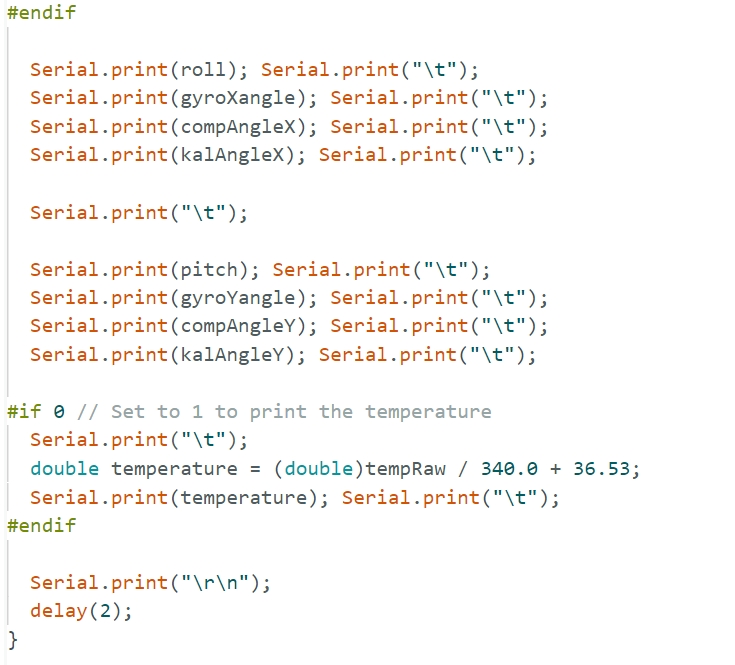 #endif
Serial.print(roll); Serial.print("\t");
Serial.print(gyroXangle); Serial.print("\t");
Serial.print(compAngleX); Serial.print("\t");
Serial.print(kalAngleX); Serial.print("\t");
Serial.print("\t");
Serial.print(pitch); Serial.print("\t");
Serial.print(gyroYangle); Serial.print("\t");
Serial.print(compAngleY); Serial.print("\t");
Serial.print(kalAngleY); Serial.print("\t");
#if 0 // Set to 1 to print the temperature
Serial.print("\t");
double temperature = (double)tempRaw / 340.0 + 36.53;
Serial.print(temperature); Serial.print("\t");
#endif
Serial.print("\r\n");
delay(2);
}